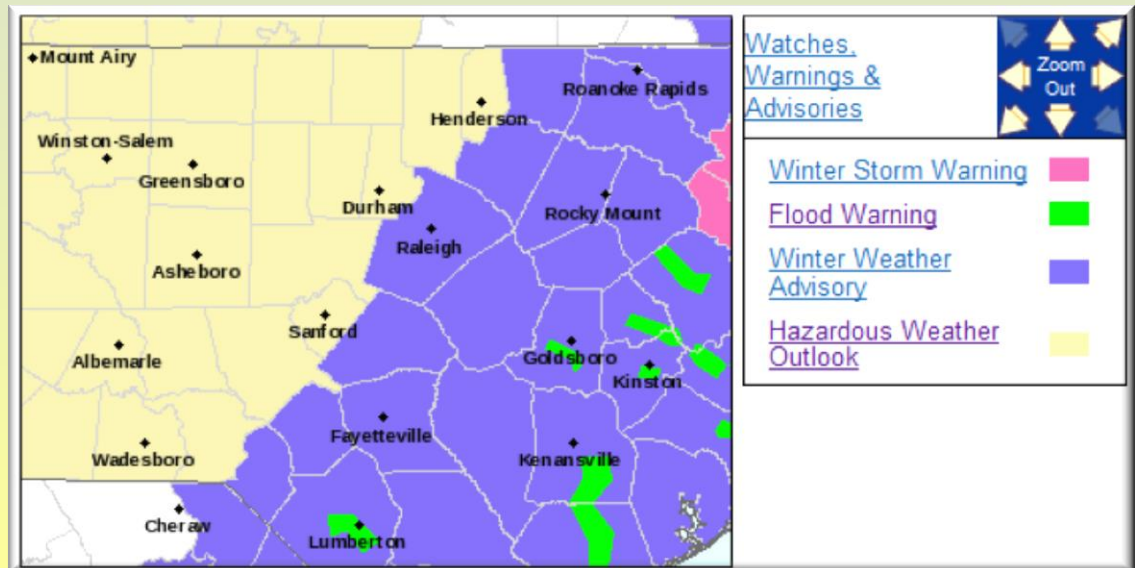 Mount Airy
Roanoke Rapids
Henderson
Winston-Salem
Greensboro
Durham
Rocky Mount
Raleigh
Asheboro
Sanford
Albemarle
Goldsboro
Kinston
Fayetteville
Wadesboro
Kenansville
Cheraw
Lumberton
Watches,
Warnings &
Advisories
Zoom
Out
Winter Storm Warning
Flood Warning
Winter Weather
Advisory
Hazardous Weather
Outlook